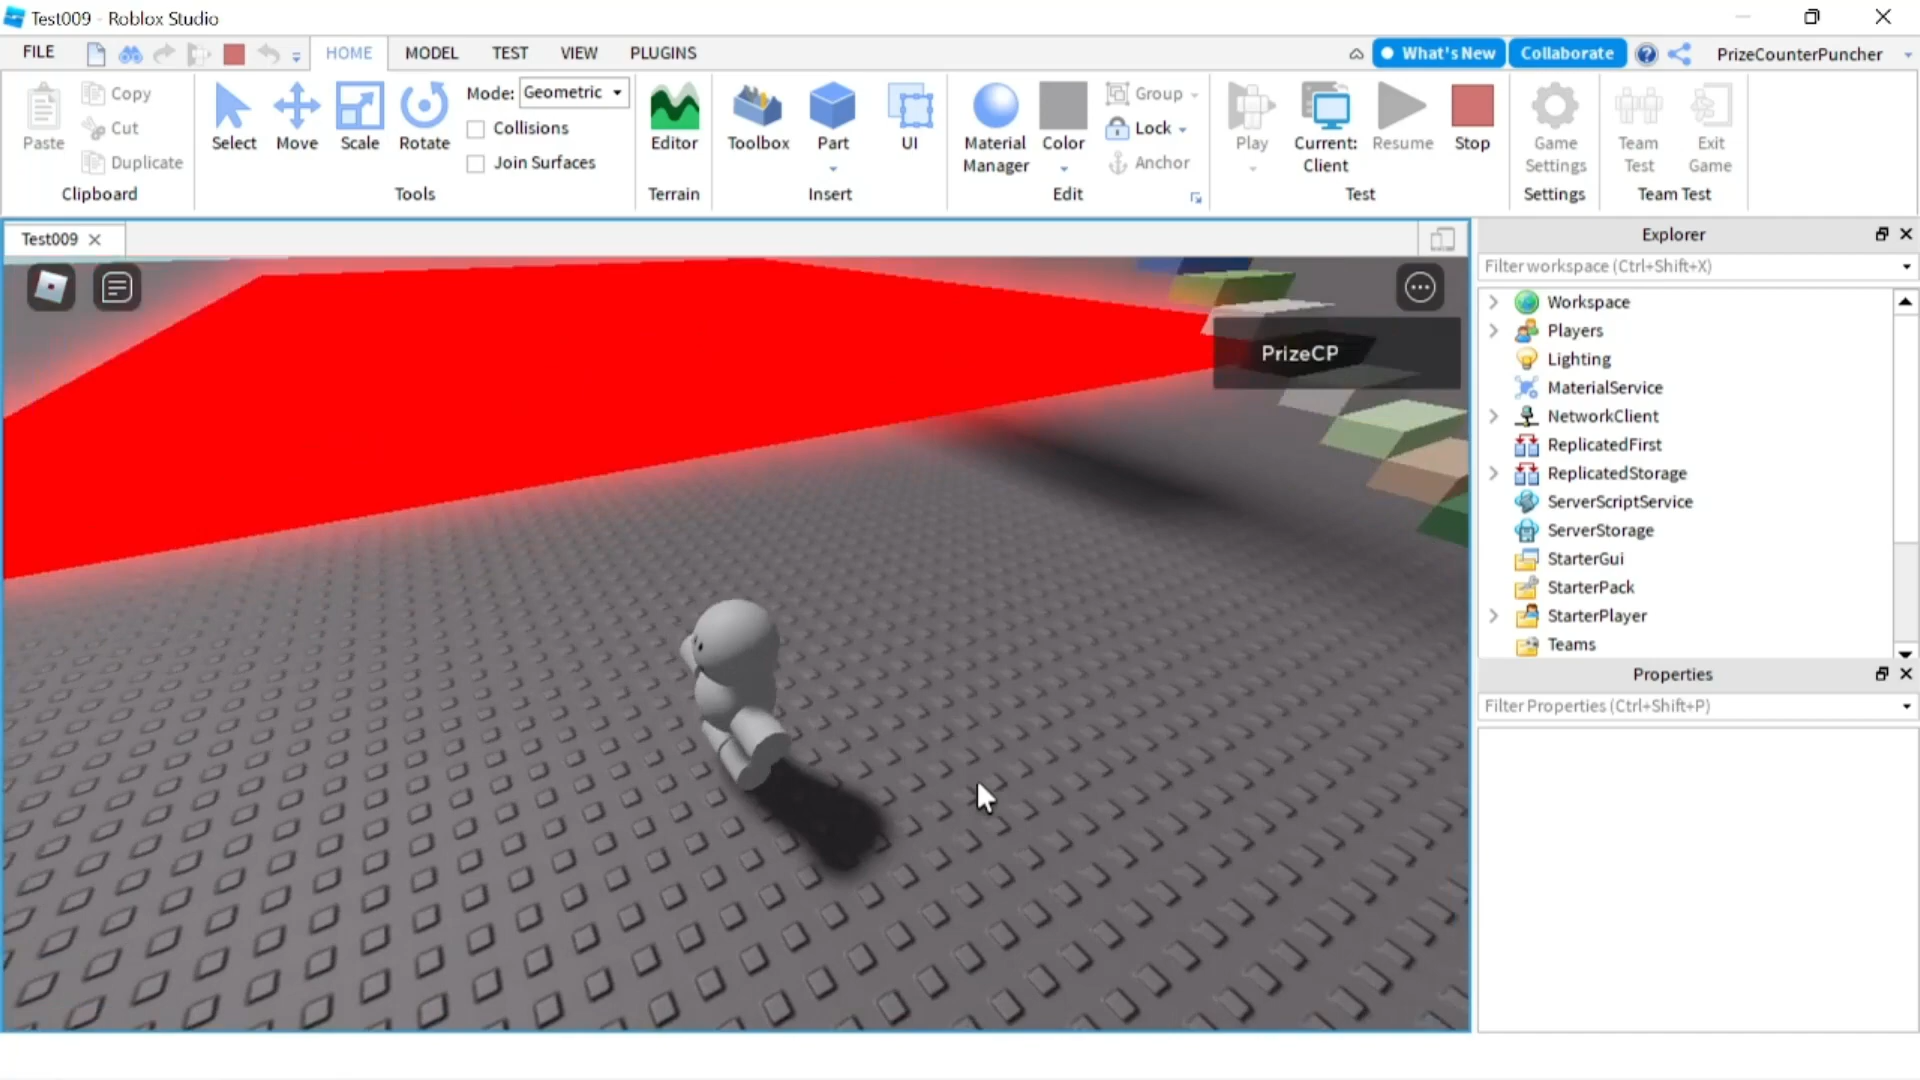 Test009 - Roblox Studio
FILE HOME MODEL TEST VIEW PLUGINS What's New Collaborate PrizeCounterPuncher
Paste Copy Cut Duplicate
Clipboard
Select Move Scale Rotate Mode: Geometric Collisions Join Surfaces
Tools
Editor
Terrain
Toolbox Part UI
Insert
Material Manager Color Group Lock Anchor
Edit
Play Current: Client Resume Stop
Test
Game Settings
Settings
Team Test Exit Game
Team Test
Test009
PrizeCP
Explorer
Filter workspace (Ctrl+Shift+X)
Workspace
Players
Lighting
MaterialService
NetworkClient
ReplicatedFirst
ReplicatedStorage
ServerScriptService
ServerStorage
StarterGui
StarterPack
StarterPlayer
Teams
Properties
Filter Properties (Ctrl+Shift+P)